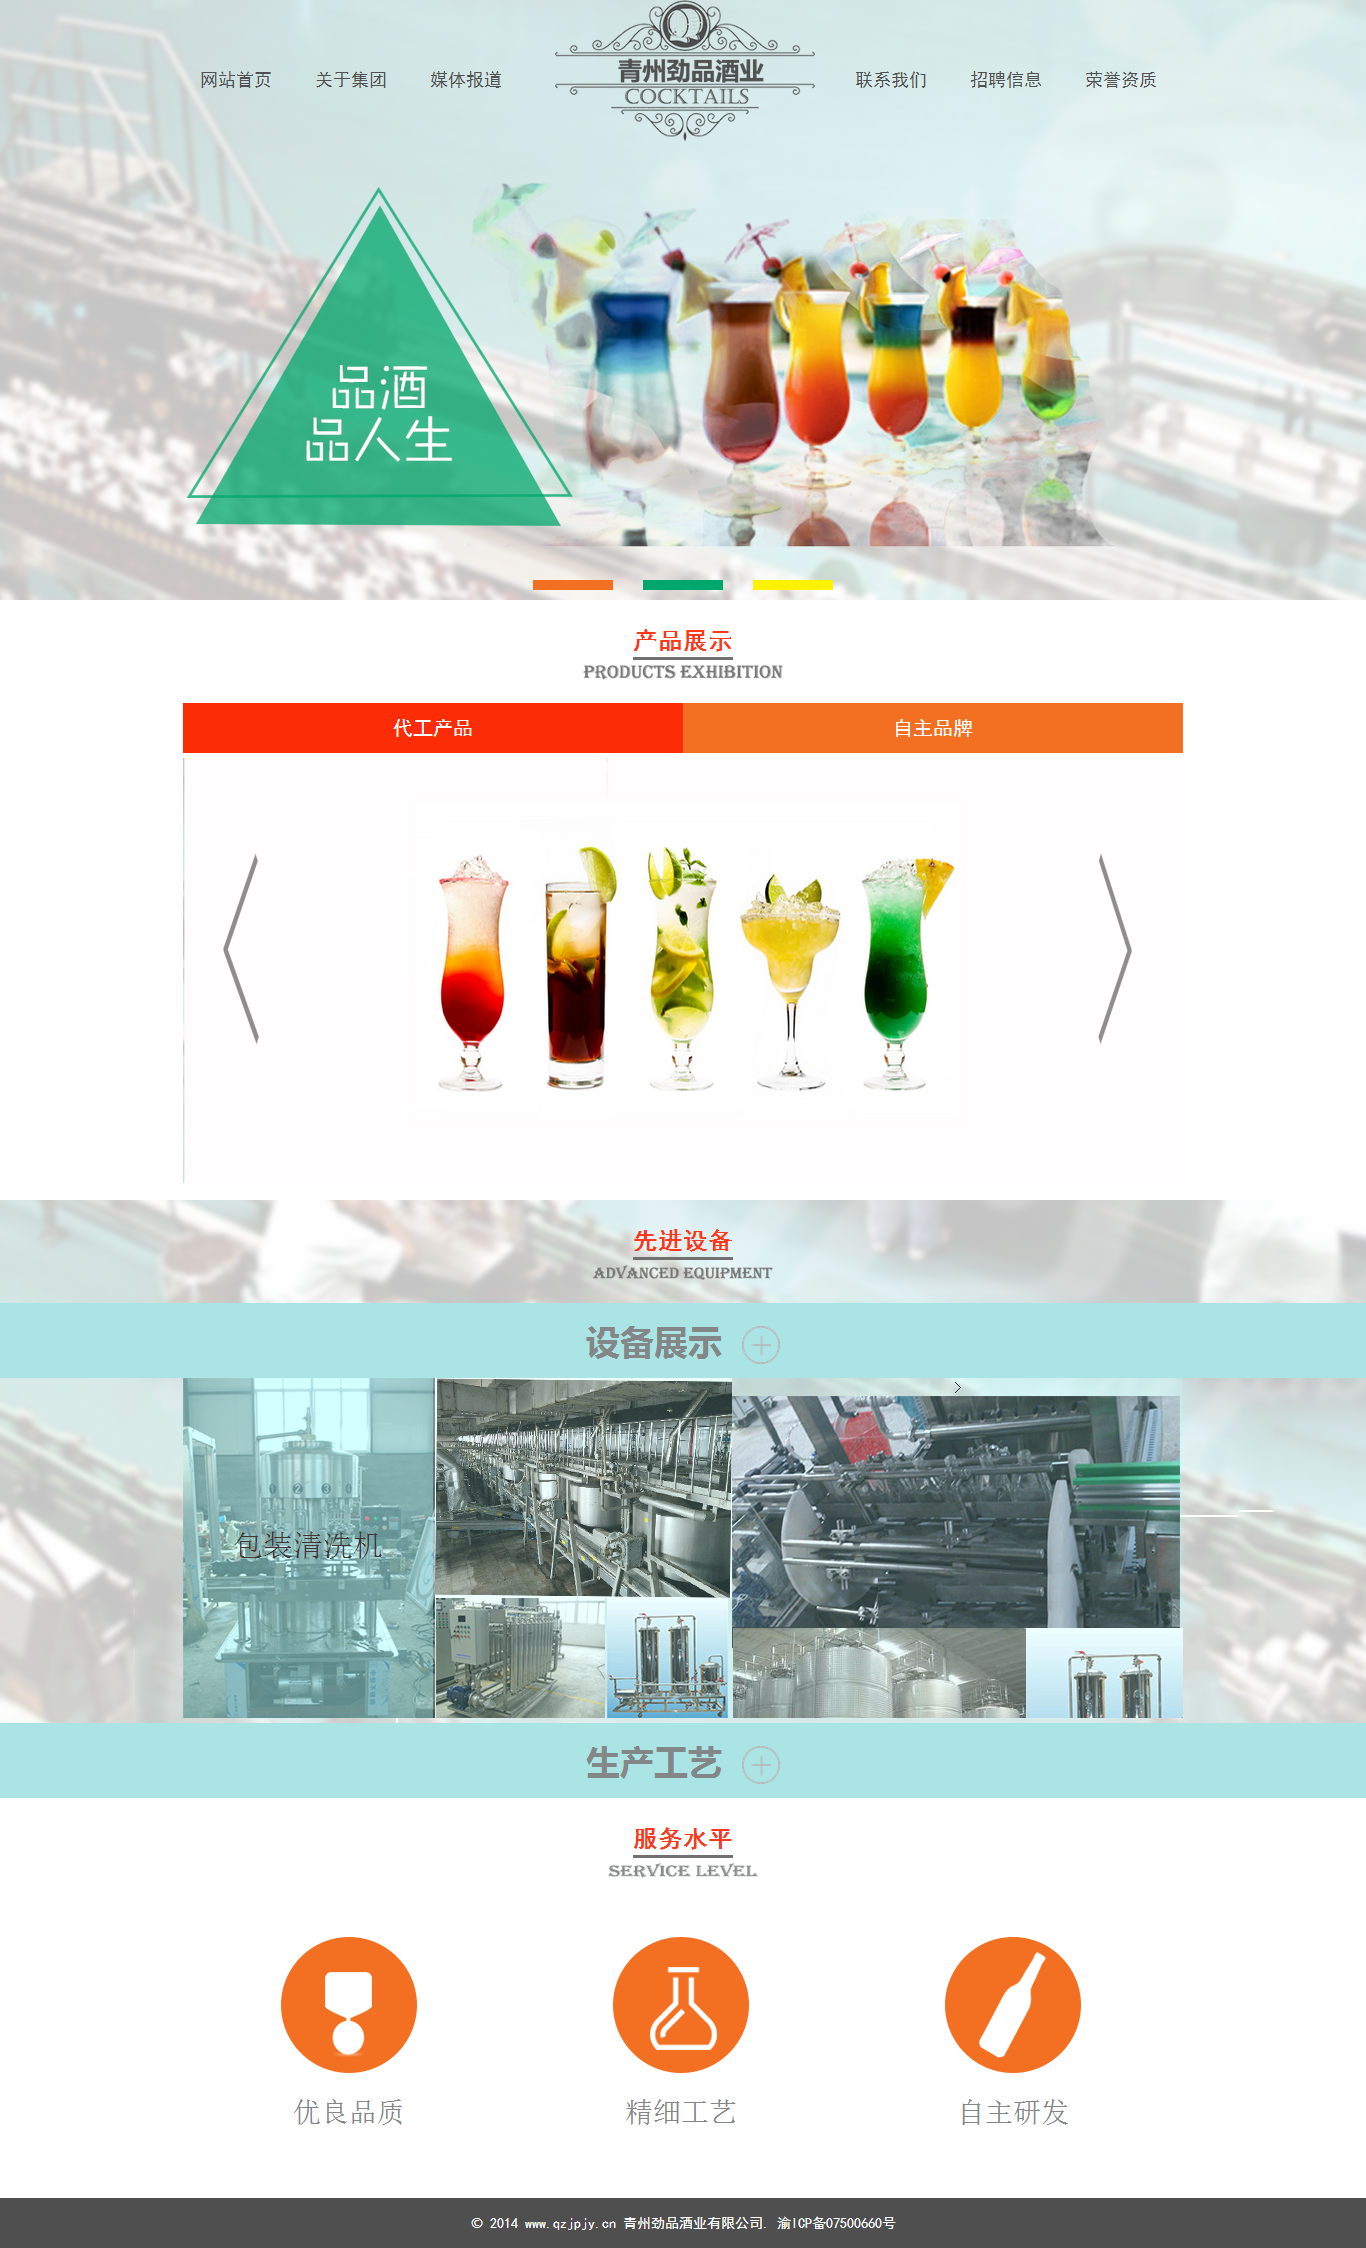 网站首页 关于集团 媒体报道
青州劲品酒业
COCKTAILS
联系我们 招聘信息 荣誉资质
品酒
品人生
产品展示
PRODUCTS EXHIBITION
代工产品 自主品牌
先进设备
ADVANCED EQUIPMENT
设备展示
包装清洗机
生产工艺
服务水平
SERVICE LEVEL
优良品质 精细工艺 自主研发
© 2014 www.qzjpjy.cn 青州劲品酒业有限公司. 渝ICP备07500660号